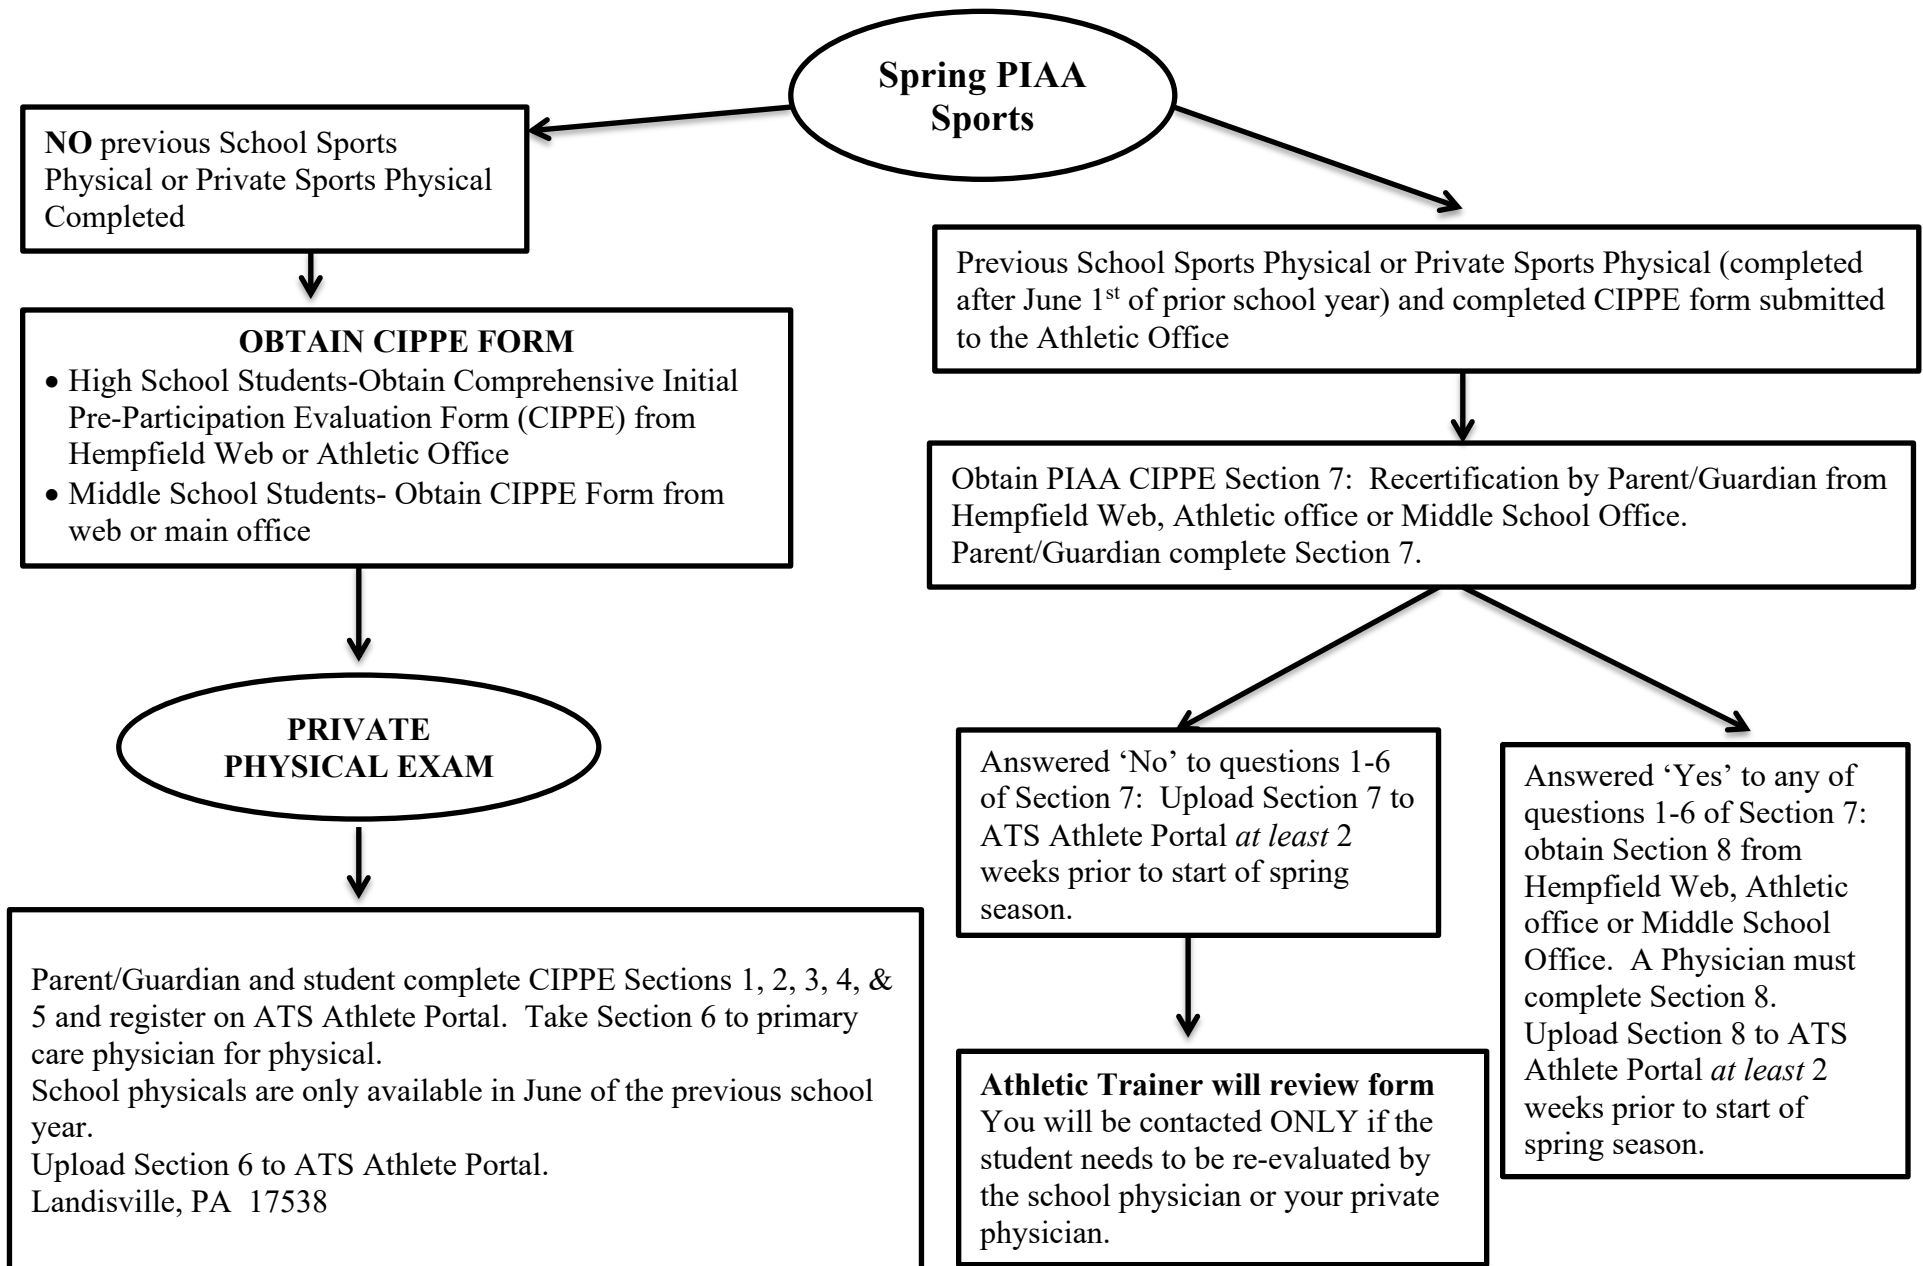 Spring PIAA
Sports
NO previous School Sports
Physical or Private Sports Physical
Completed
OBTAIN CIPPE FORM
• High School Students-Obtain Comprehensive Initial
Pre-Participation Evaluation Form (CIPPE) from
Hempfield Web or Athletic Office
• Middle School Students- Obtain CIPPE Form from
web or main office
PRIVATE
PHYSICAL EXAM
Parent/Guardian and student complete CIPPE Sections 1, 2, 3, 4, &
5 and register on ATS Athlete Portal.  Take Section 6 to primary
care physician for physical.
School physicals are only available in June of the previous school
year.
Upload Section 6 to ATS Athlete Portal.
Landisville, PA  17538
Previous School Sports Physical or Private Sports Physical (completed
after June 1st of prior school year) and completed CIPPE form submitted
to the Athletic Office
Obtain PIAA CIPPE Section 7:  Recertification by Parent/Guardian from
Hempfield Web, Athletic office or Middle School Office.
Parent/Guardian complete Section 7.
Answered ‘No’ to questions 1-6
of Section 7:  Upload Section 7 to
ATS Athlete Portal at least 2
weeks prior to start of spring
season.
Athletic Trainer will review form
You will be contacted ONLY if the
student needs to be re-evaluated by
the school physician or your private
physician.
Answered ‘Yes’ to any of
questions 1-6 of Section 7:
obtain Section 8 from
Hempfield Web, Athletic
office or Middle School
Office.  A Physician must
complete Section 8.
Upload Section 8 to ATS
Athlete Portal at least 2
weeks prior to start of
spring season.